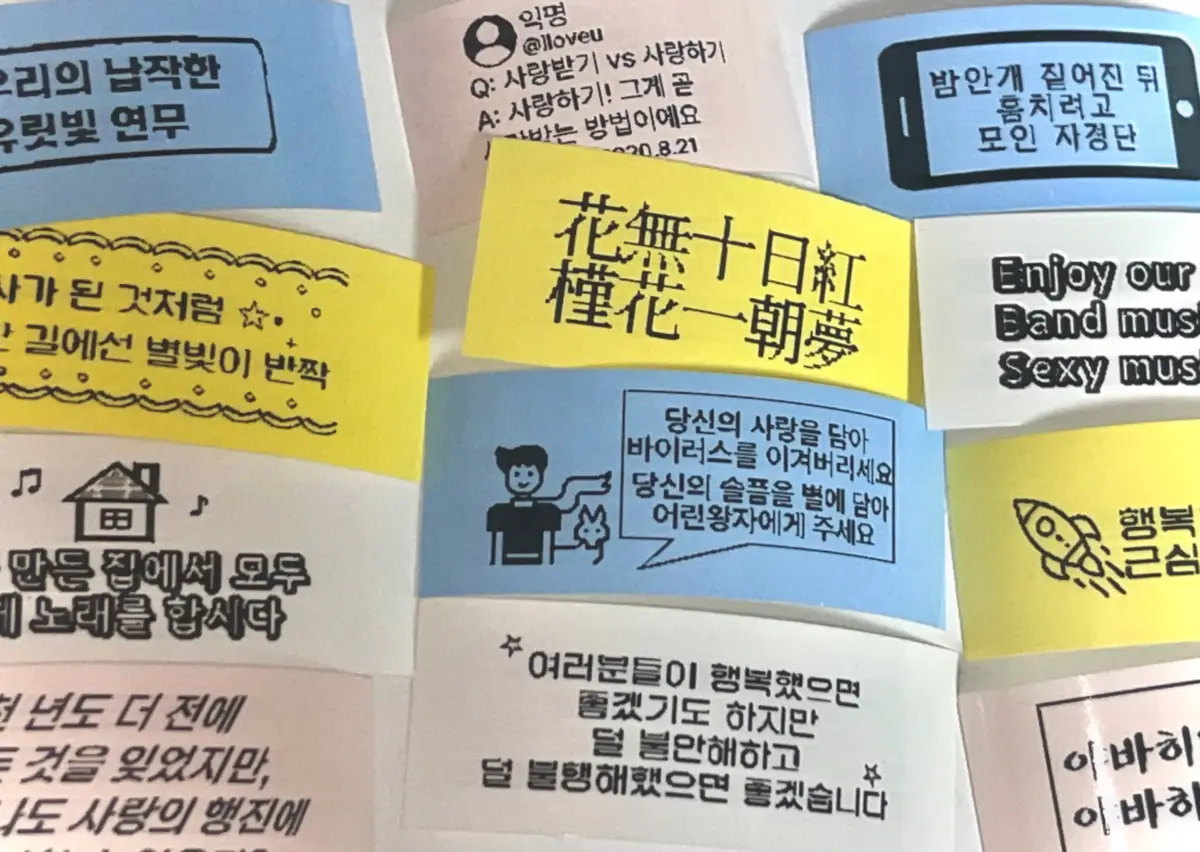 우리의 납작한
유릿빛 연무
익명
@iloveu
Q: 사랑받기 vs 사랑하기
A: 사랑하기! 그게 곧
방법이에요
2020.8.21
밤안개 짙어진 뒤
훔치려고
모인 자경단
된 것처럼
길에선 별빛이 반짝
花無十日紅
槿花一朝夢
Enjoy our
Band
Sexy
당신의 사랑을 담아
바이러스를 이겨버리세요
당신의 슬픔을 별에 담아
어린왕자에게 주세요
만든 집에서 모두
노래를 합시다
행복
근심
여러분들이 행복했으면
좋겠기도 하지만
덜 불안해하고
덜 불행해했으면 좋겠습니다
년도 더 전에
것을 잊었지만,
사랑의 행진에
이 바히
이 바히